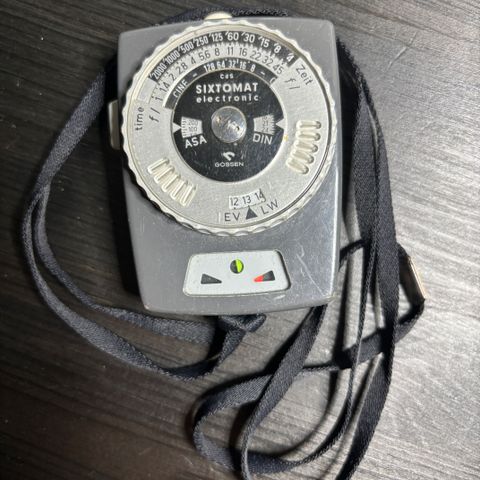 2000 1000 500 250 125 60 30 15 8 4
time f/ 1 1.4 2 2.8 4 5.6 8 11 16 22 32 45 f/ Zeit
CINE 128 64 32 16 8
CdS
SIXTOMAT
electronic
ASA DIN
GOSSEN
12 13 14
EV ▲ LW